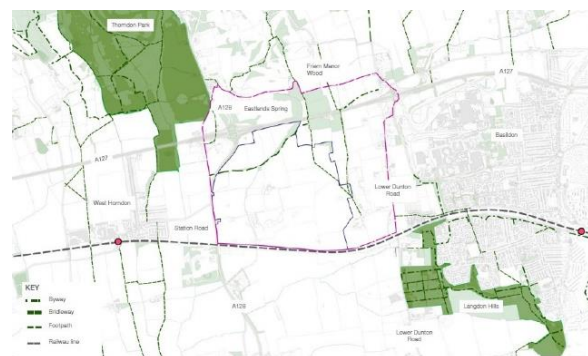 Thorndon Park
Friern Manor
Wood
A127
A128
Eastlands Spring
Basildon
A127
West Horndon
Lower Dunton
Road
Station Road
KEY
Byway
Bridleway
Footpath
Railway line
A128
Langdon Hills
Lower Dunton
Road